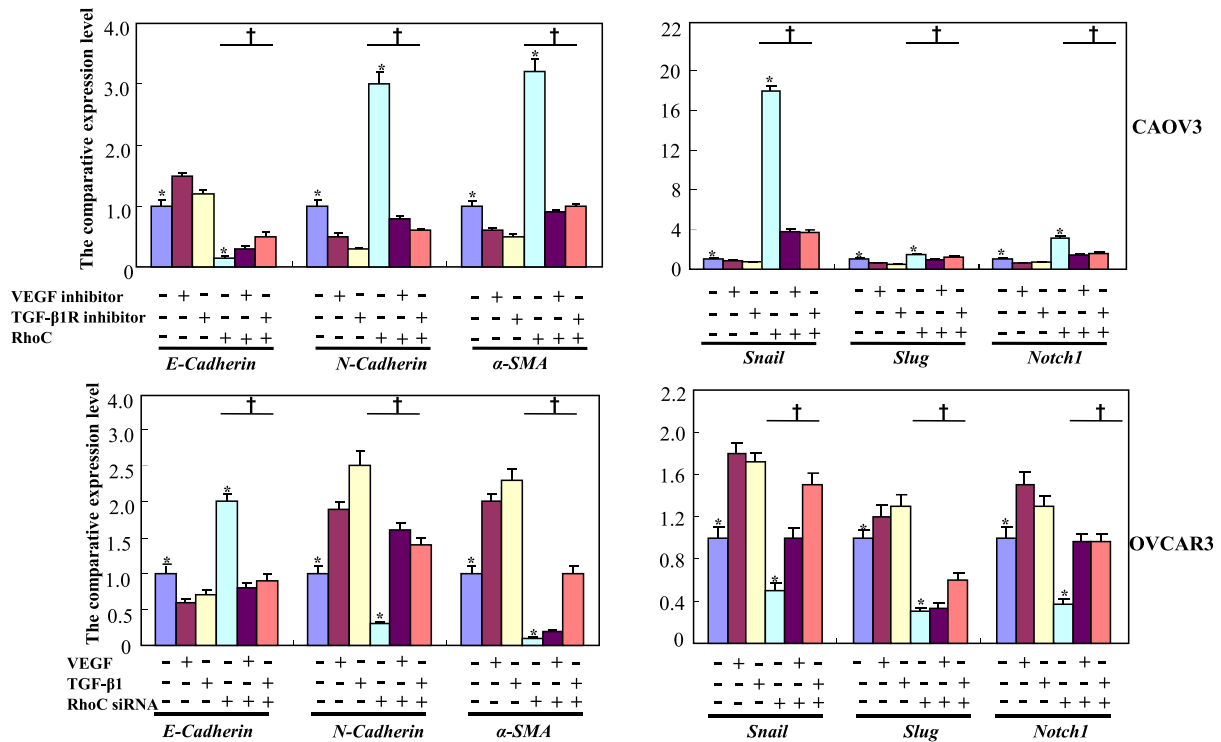 The comparative expression level
4.0
3.0
2.0
1.0
0
* * * * * *
† † †
VEGF inhibitor - + - - + - - + - - + - - + - - + -
TGF-β1R inhibitor - - + - - + - - + - - + - - + - - +
RhoC - - - + + + - - - + + + - - - + + +
E-Cadherin N-Cadherin α-SMA
22
20
16
12
8
4
0
* * * * * *
† † †
- + - - + - - + - - + - - + - - + -
- - + - - + - - + - - + - - + - - +
- - - + + + - - - + + + - - - + + +
Snail Slug Notch1
CAOV3
The comparative expression level
4.0
3.0
2.5
2.0
1.5
1.0
0.5
0
* * * * * *
† † †
VEGF - + - - + - - + - - + - - + - - + -
TGF-β1 - - + - - + - - + - - + - - + - - +
RhoC siRNA - - - + + + - - - + + + - - - + + +
E-Cadherin N-Cadherin α-SMA
2.2
2.0
1.6
1.2
0.8
0.4
0
* * * * * *
† † †
- + - - + - - + - - + - - + - - + -
- - + - - + - - + - - + - - + - - +
- - - + + + - - - + + + - - - + + +
Snail Slug Notch1
OVCAR3